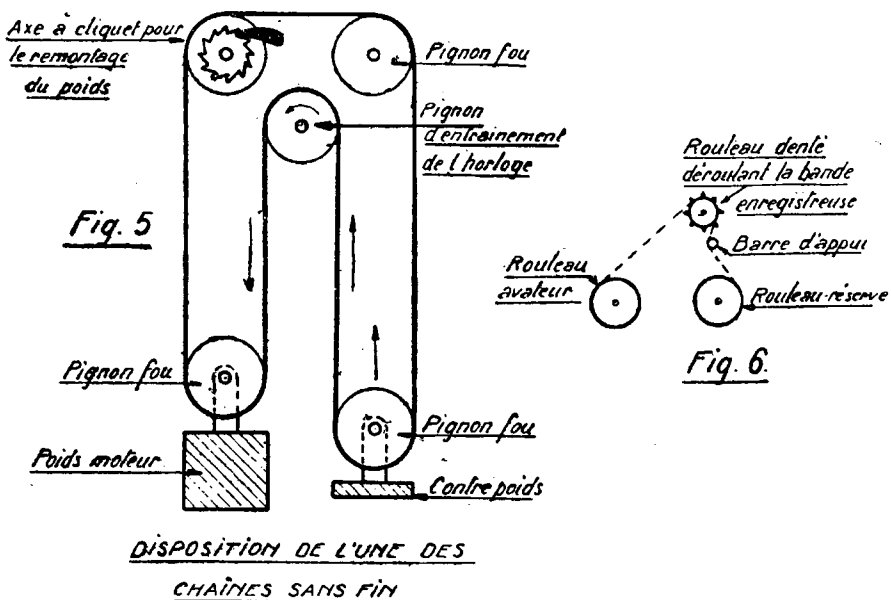 Axe à cliquet pour
le remontage
du poids
Pignon fou
Pignon
d'entrainement
de l'horloge
Fig. 5
Pignon fou
Poids moteur
Pignon fou
Contrepoids
DISPOSITION DE L'UNE DES
CHAÎNES SANS FIN
Rouleau denté
déroulant la bande
enregistreuse
Barre d'appui
Rouleau
avaleur
Rouleau-réserve
Fig. 6.